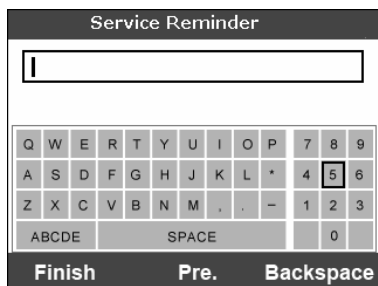 Service Reminder
Q W E R T Y U I O P 7 8 9
A S D F G H J K L * 4 5 6
Z X C V B N M , . - 1 2 3
ABCDE SPACE 0
Finish Pre. Backspace